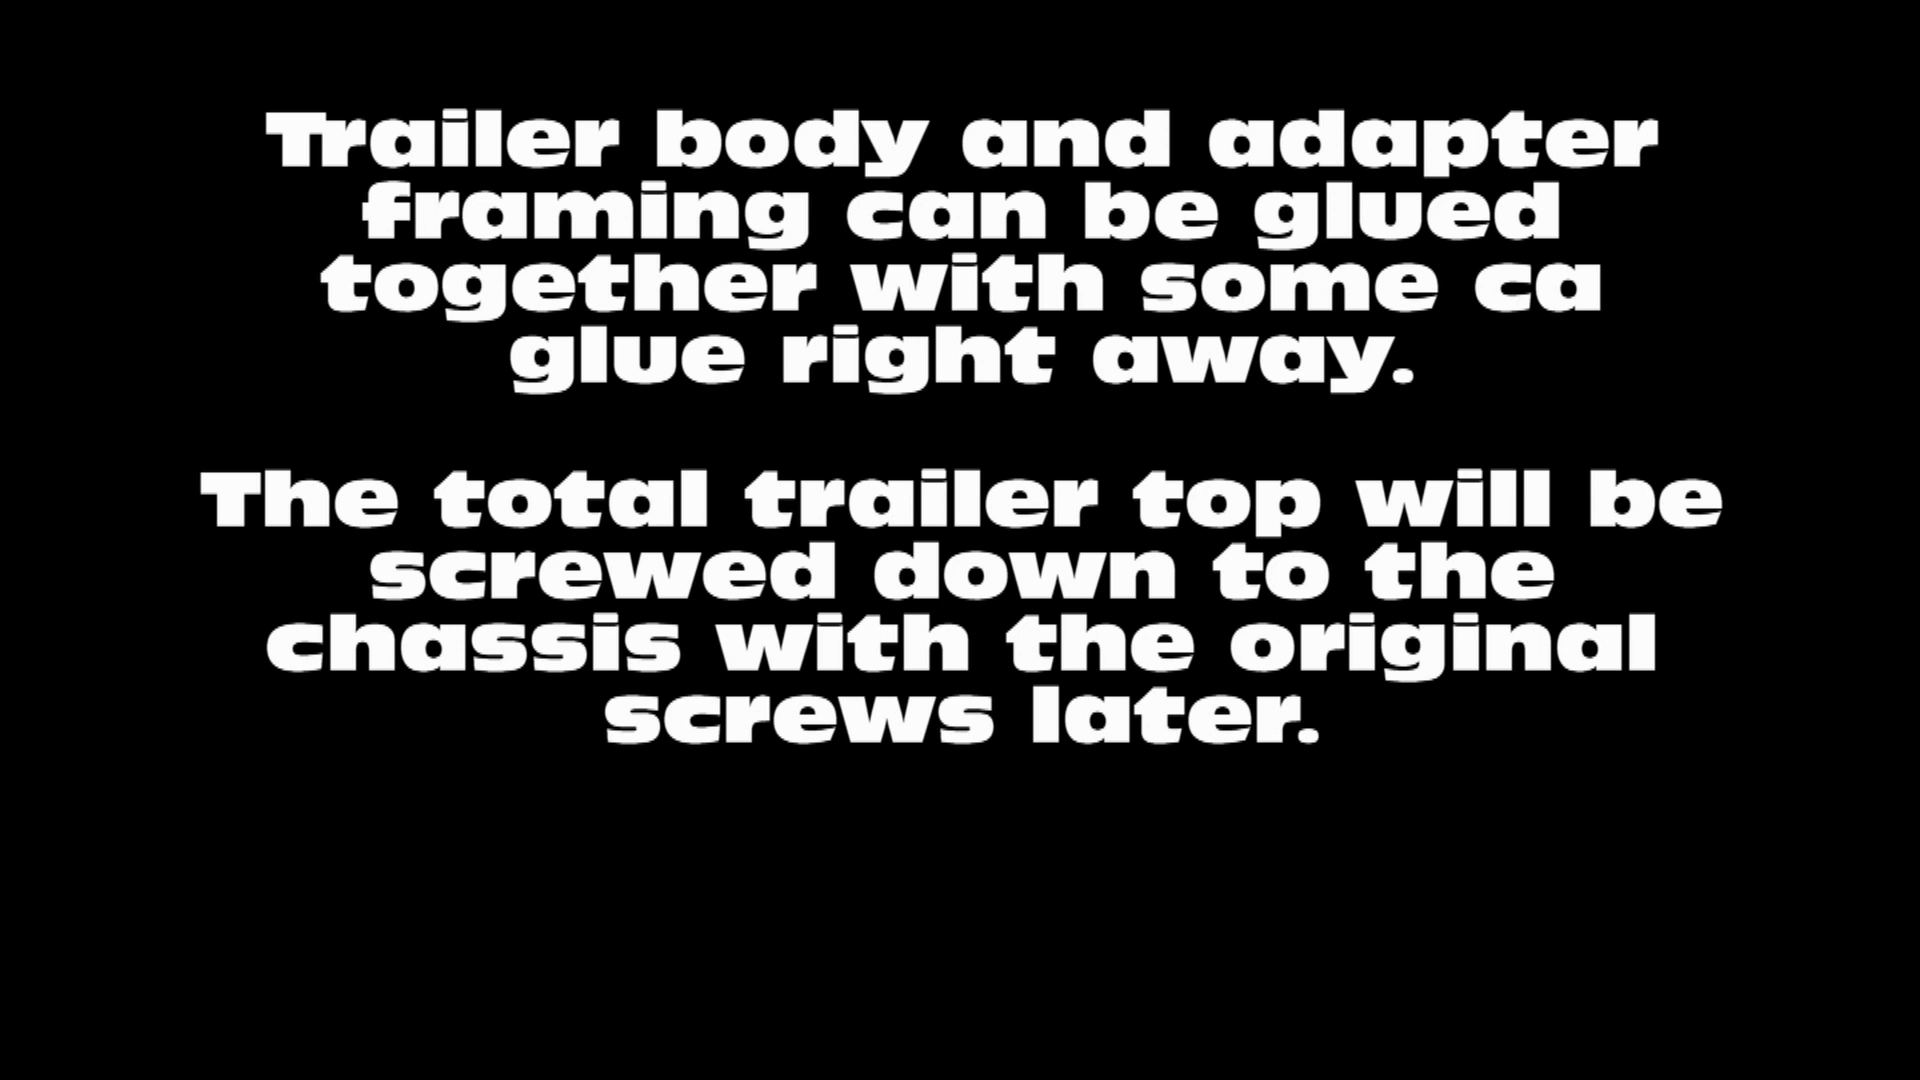 Trailer body and adapter
framing can be glued
together with some ca
glue right away.
The total trailer top will be
screwed down to the
chassis with the original
screws later.